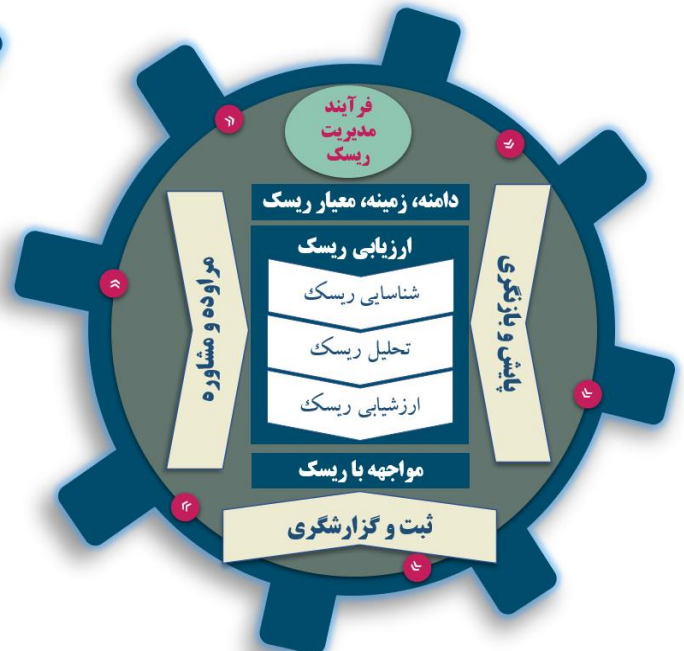 فرآیند
مدیریت
ریسک
دامنه، زمینه، معیار ریسک
ارزیابی ریسک
شناسایی ریسک
تحلیل ریسک
ارزشیابی ریسک
مواجهه با ریسک
پایش و بازنگری
مراوده و مشاوره
ثبت و گزارشگری